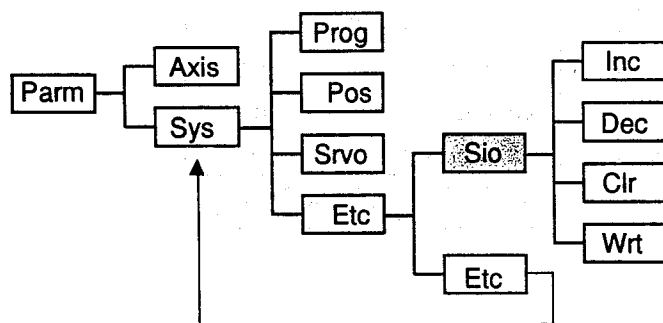 Parm
Axis
Sys
Prog
Pos
Srvo
Etc
Sio
Etc
Inc
Dec
Clr
Wrt